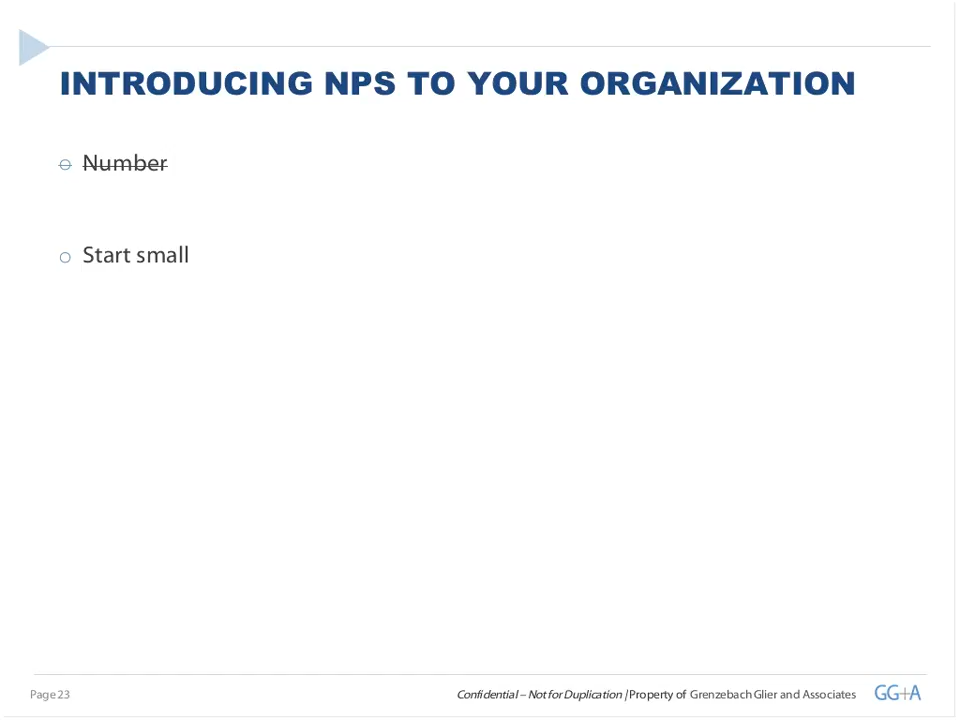 INTRODUCING NPS TO YOUR ORGANIZATION
Number
Start small
Page 23
Confidential – Not for Duplication | Property of Grenzebach Glier and Associates
GG+A